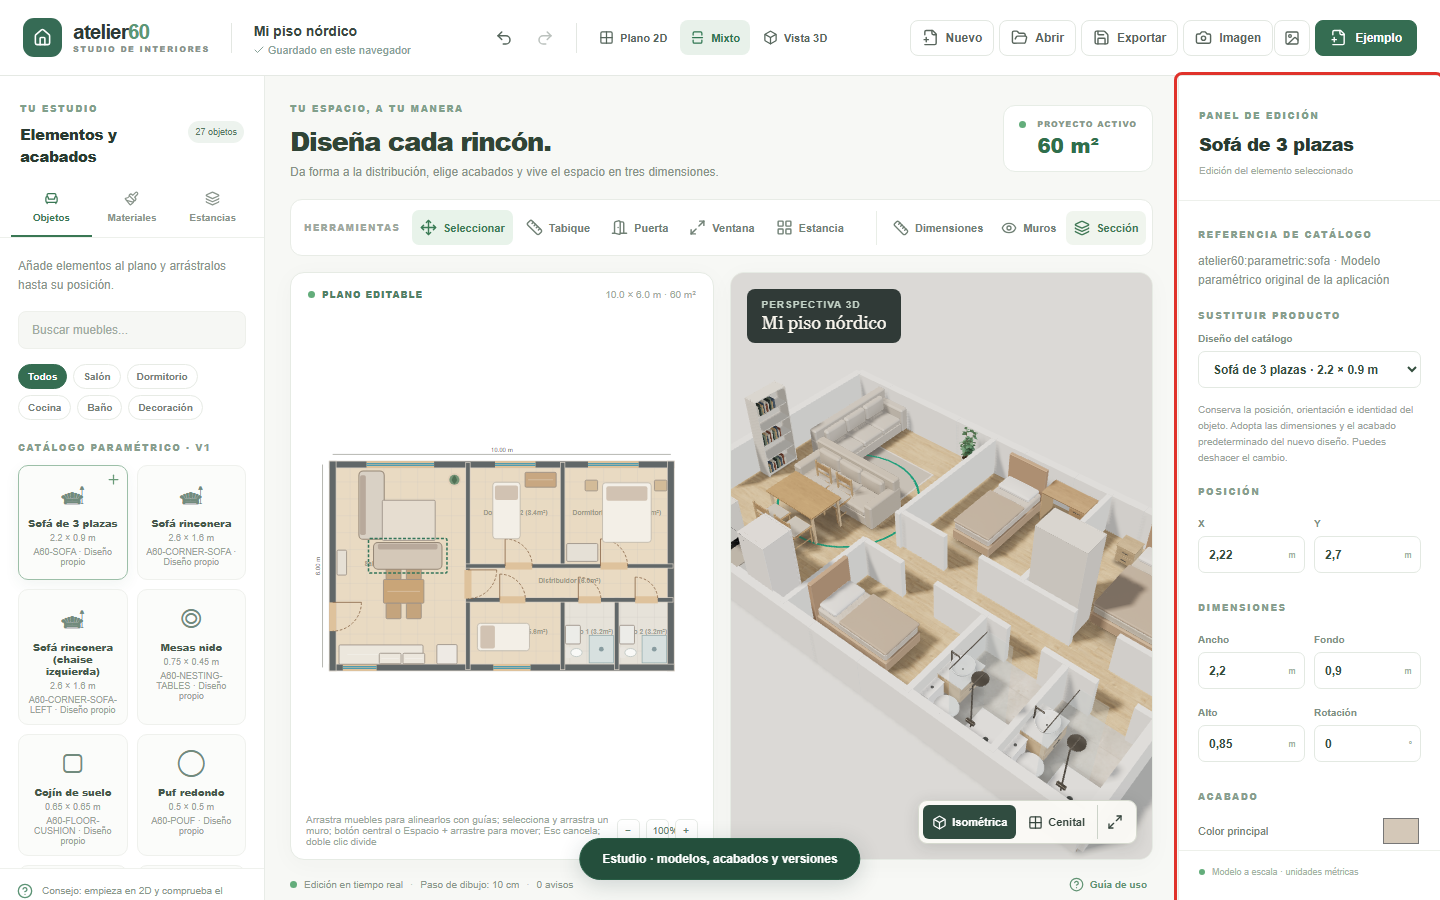 atelier60
STUDIO DE INTERIORES
Mi piso nórdico
Guardado en este navegador
Plano 2D
Mixto
Vista 3D
Nuevo
Abrir
Exportar
Imagen
Ejemplo
TU ESTUDIO
Elementos y
acabados
27 objetos
Objetos
Materiales
Estancias
Añade elementos al plano y arrástralos
hasta su posición.
Buscar muebles...
Todos
Salón
Dormitorio
Cocina
Baño
Decoración
CATÁLOGO PARAMÉTRICO · V1
Sofá de 3 plazas
2.2 × 0.9 m
A60-SOFA · Diseño
propio
Sofá rinconera
2.6 × 1.6 m
A60-CORNER-SOFA ·
Diseño propio
Sofá rinconera
(chaise
izquierda)
2.6 × 1.6 m
A60-CORNER-SOFA-
LEFT · Diseño propio
Mesas nido
0.75 × 0.45 m
A60-NESTING-
TABLES · Diseño
propio
Cojín de suelo
0.65 × 0.65 m
A60-FLOOR-
CUSHION · Diseño
propio
Puf redondo
0.5 × 0.5 m
A60-POUF · Diseño
propio
Consejo: empieza en 2D y comprueba el
TU ESPACIO, A TU MANERA
Diseña cada rincón.
Da forma a la distribución, elige acabados y vive el espacio en tres dimensiones.
PROYECTO ACTIVO
60 m²
HERRAMIENTAS
Seleccionar
Tabique
Puerta
Ventana
Estancia
Dimensiones
Muros
Sección
PLANO EDITABLE
10.0 × 6.0 m · 60 m²
10.00 m
6.00 m
Do 2 (8.4m²)
Dormitor m²)
Distribuidor
1 (3.2m²)
2 (3.2m²)
Arrastra muebles para alinearlos con guías; selecciona y arrastra un
muro; botón central o Espacio + arrastre para mover; Esc cancela;
doble clic divide
− 100% +
PERSPECTIVA 3D
Mi piso nórdico
Isométrica
Cenital
Estudio · modelos, acabados y versiones
Edición en tiempo real · Paso de dibujo: 10 cm · 0 avisos
Guía de uso
PANEL DE EDICIÓN
Sofá de 3 plazas
Edición del elemento seleccionado
REFERENCIA DE CATÁLOGO
atelier60:parametric:sofa · Modelo
paramétrico original de la aplicación
SUSTITUIR PRODUCTO
Diseño del catálogo
Sofá de 3 plazas · 2.2 × 0.9 m
Conserva la posición, orientación e identidad del
objeto. Adopta las dimensiones y el acabado
predeterminado del nuevo diseño. Puedes
deshacer el cambio.
POSICIÓN
X
Y
2,22 m
2,7 m
DIMENSIONES
Ancho
Fondo
2,2 m
0,9 m
Alto
Rotación
0,85 m
0 °
ACABADO
Color principal
Modelo a escala · unidades métricas